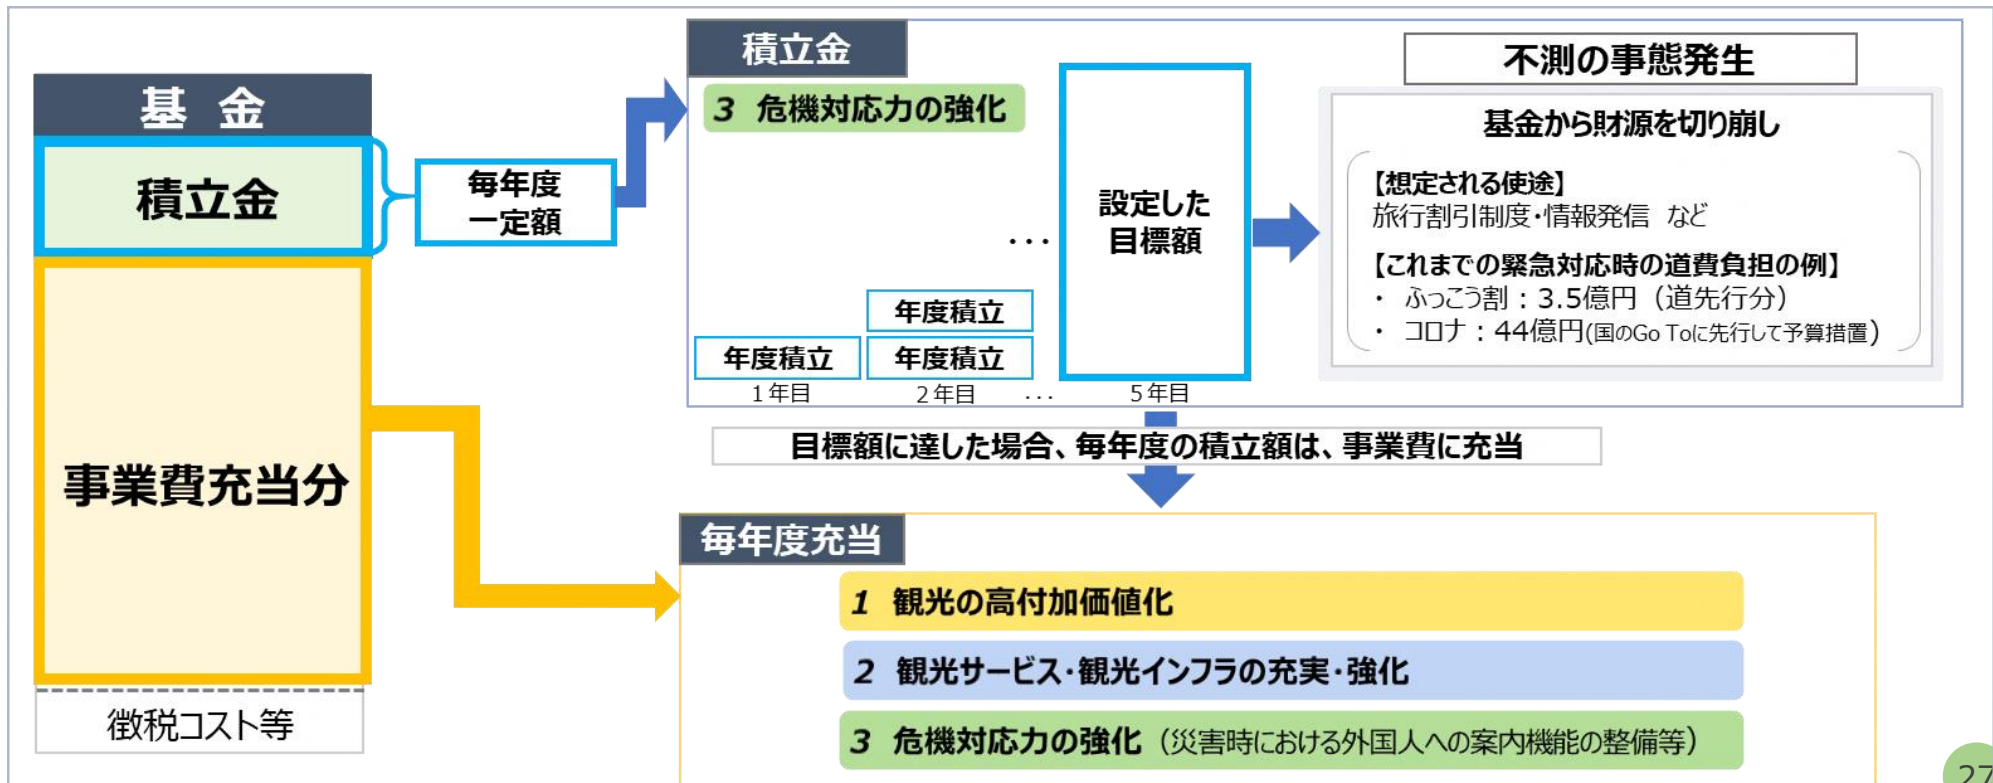 基 金
積立金
事業費充当分
徴税コスト等
毎年度
一定額
積立金
3 危機対応力の強化
年度積立
1年目
年度積立
年度積立
2年目
...
...
設定した
目標額
5年目
不測の事態発生
基金から財源を切り崩し
【想定される使途】
旅行割引制度・情報発信 など
【これまでの緊急対応時の道費負担の例】
・ ふっこう割：3.5億円（道先行分）
・ コロナ：44億円(国のGo Toに先行して予算措置)
目標額に達した場合、毎年度の積立額は、事業費に充当
毎年度充当
1 観光の高付加価値化
2 観光サービス・観光インフラの充実・強化
3 危機対応力の強化（災害時における外国人への案内機能の整備等）
27